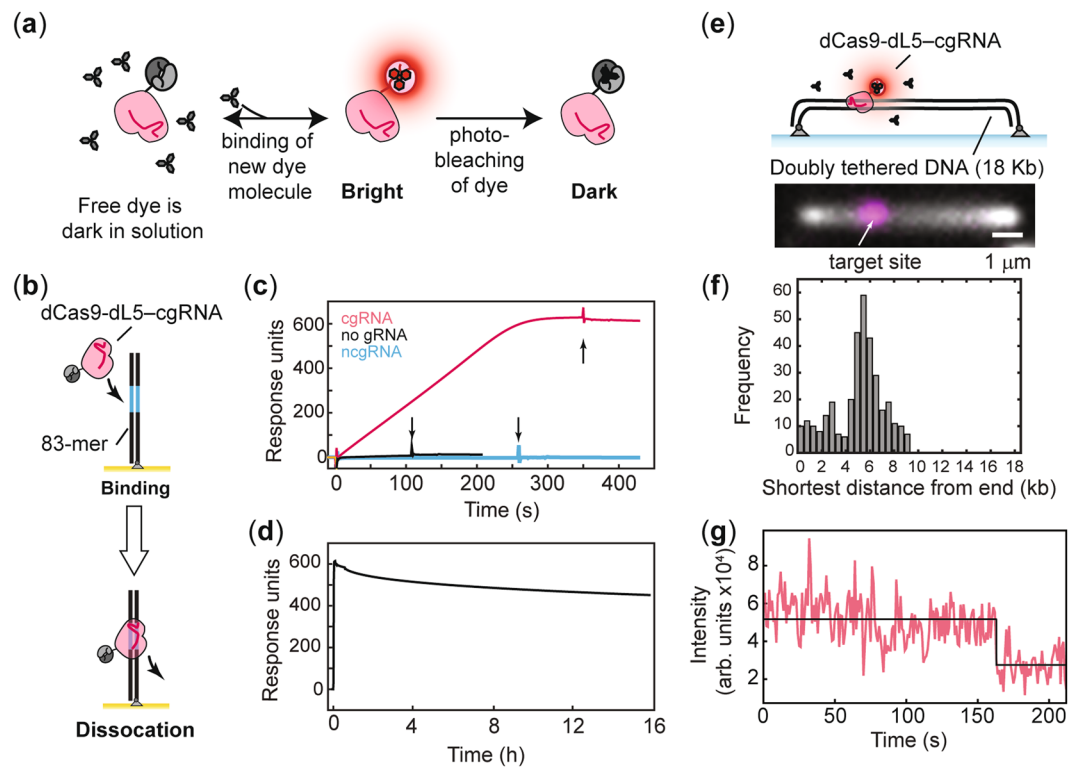 (a)
Free dye is
dark in solution
binding of
new dye
molecule
Bright
photo-
bleaching
of dye
Dark
(b)
dCas9-dL5–cgRNA
83-mer
Binding
Dissocation
(c)
Response units
600
400
200
0
cgRNA
no gRNA
ncgRNA
0 100 200 300 400
Time (s)
(d)
Response units
600
400
200
0
0 4 8 12 16
Time (h)
(e)
dCas9-dL5–cgRNA
Doubly tethered DNA (18 Kb)
target site
1 μm
(f)
Frequency
60
50
40
30
20
10
0
0 2 4 6 8 10 12 14 16 18
Shortest distance from end (kb)
(g)
Intensity
(arb. units x10⁴)
8
6
4
2
0 50 100 150 200
Time (s)